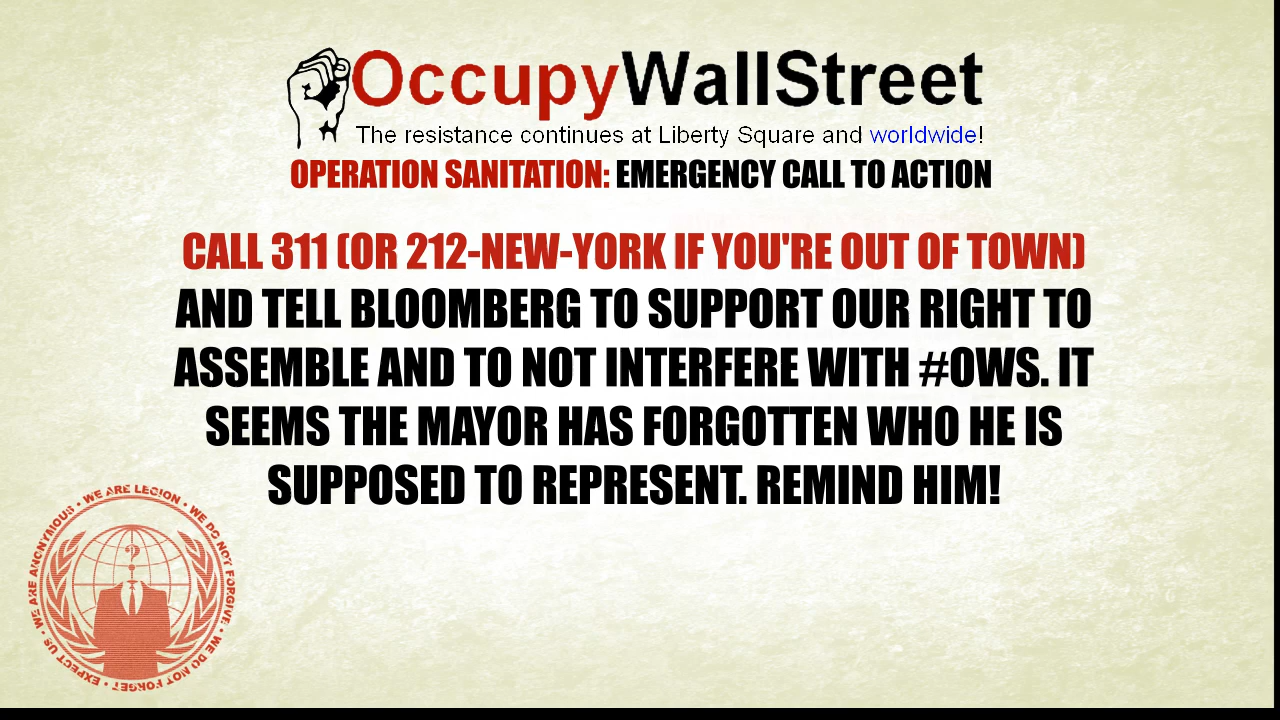 OccupyWallStreet
The resistance continues at Liberty Square and worldwide!
OPERATION SANITATION: EMERGENCY CALL TO ACTION
CALL 311 (OR 212-NEW-YORK IF YOU'RE OUT OF TOWN)
AND TELL BLOOMBERG TO SUPPORT OUR RIGHT TO
ASSEMBLE AND TO NOT INTERFERE WITH #OWS. IT
SEEMS THE MAYOR HAS FORGOTTEN WHO HE IS
SUPPOSED TO REPRESENT. REMIND HIM!
WE ARE ANONYMOUS • WE ARE LEGION • WE DO NOT FORGIVE • WE DO NOT FORGET • EXPECT US •
?